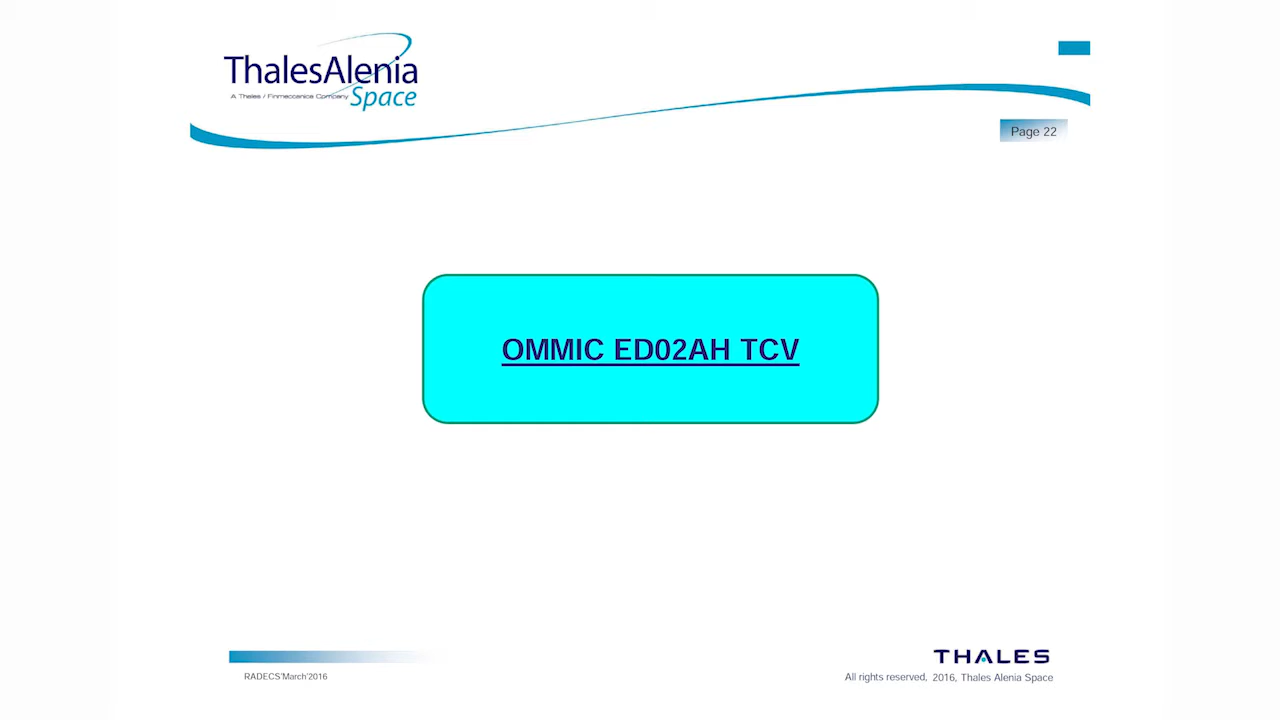 ThalesAlenia
A Thales / Finmeccanica Company
Space
Page 22
OMMIC ED02AH TCV
THALES
RADECS'March'2016
All rights reserved, 2016, Thales Alenia Space